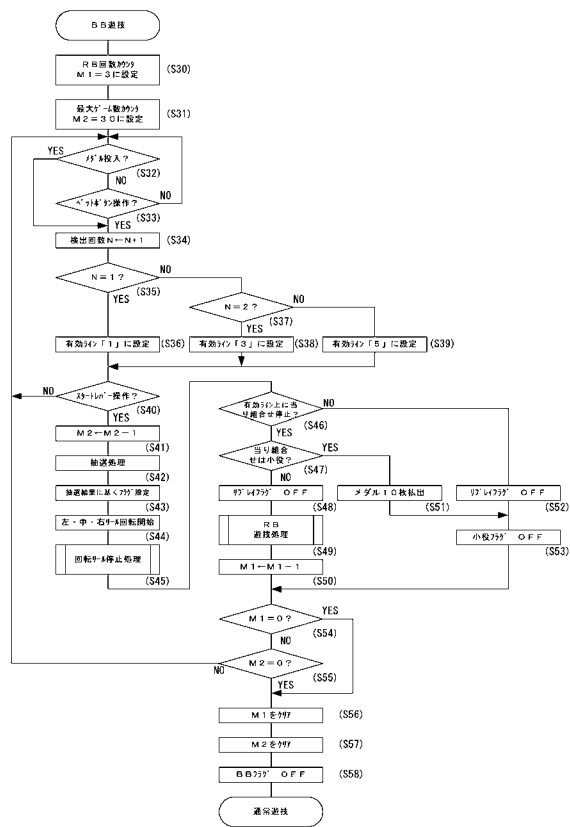 ＢＢ遊技
ＲＢ回数ｶｳﾝﾀ
Ｍ１＝３に設定
(S30)
最大ｹﾞｰﾑ数ｶｳﾝﾀ
Ｍ２＝３０に設定
(S31)
YES
ﾒﾀﾞﾙ投入？
(S32)
NO
ﾍﾞｯﾄﾎﾞﾀﾝ操作？
NO
(S33)
YES
検出回数Ｎ←Ｎ＋１
(S34)
Ｎ＝１？
NO
(S35)
YES
Ｎ＝２？
NO
(S37)
YES
有効ﾗｲﾝ「１」に設定
(S36)
有効ﾗｲﾝ「３」に設定
(S38)
有効ﾗｲﾝ「５」に設定
(S39)
NO
ｽﾀｰﾄﾚﾊﾞｰ操作？
(S40)
YES
Ｍ２←Ｍ２－１
(S41)
抽選処理
(S42)
抽選結果に基くﾌﾗｸﾞ設定
(S43)
左・中・右ﾘｰﾙ回転開始
(S44)
回転ﾘｰﾙ停止処理
(S45)
有効ﾗｲﾝ上に当
り組合せ停止？
NO
(S46)
YES
当り組合
せは小役？
YES
(S47)
NO
ﾘﾌﾟﾚｲﾌﾗｸﾞ ＯＦＦ
(S48)
メダル１０枚払出
(S51)
ﾘﾌﾟﾚｲﾌﾗｸﾞ ＯＦＦ
(S52)
ＲＢ
遊技処理
(S49)
小役ﾌﾗｸﾞ ＯＦＦ
(S53)
Ｍ１←Ｍ１－１
(S50)
Ｍ１＝０？
YES
(S54)
NO
Ｍ２＝０？
NO
(S55)
YES
Ｍ１をｸﾘｱ
(S56)
Ｍ２をｸﾘｱ
(S57)
ＢＢﾌﾗｸﾞ ＯＦＦ
(S58)
通常遊技